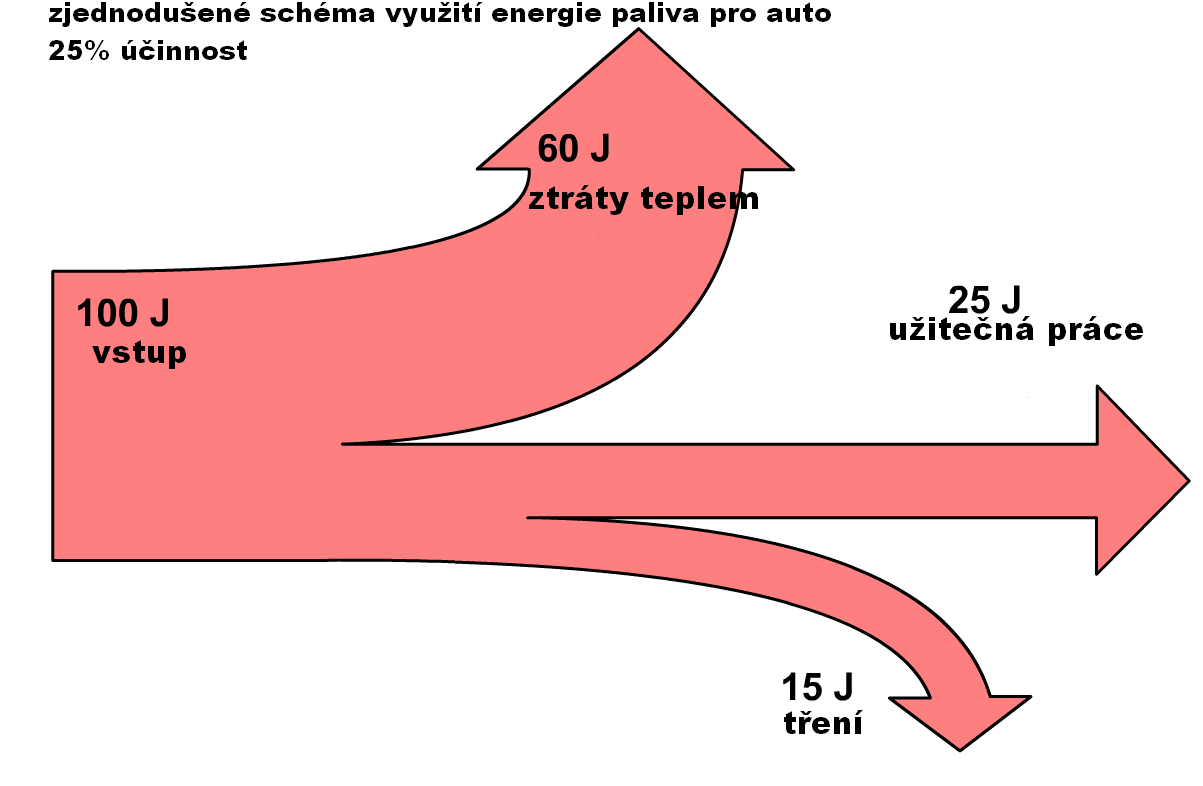 zjednodušené schéma využití energie paliva pro auto
25% účinnost
60 J
ztráty teplem
100 J
vstup
25 J
užitečná práce
15 J
tření